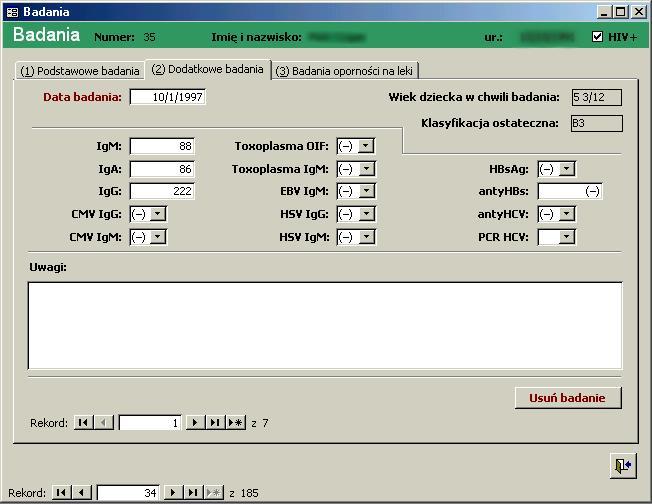 Badania
Badania Numer: 35 Imię i nazwisko: ur.: HIV+
(1) Podstawowe badania (2) Dodatkowe badania (3) Badania oporności na leki
Data badania: 10/1/1997 Wiek dziecka w chwili badania: 5 3/12
Klasyfikacja ostateczna: B3
IgM: 88 Toxoplasma OIF: (–)
IgA: 86 Toxoplasma IgM: (–) HBsAg: (–)
IgG: 222 EBV IgM: (–) antyHBs: (–)
CMV IgG: (–) HSV IgG: (–) antyHCV: (–)
CMV IgM: (–) HSV IgM: (–) PCR HCV:
Uwagi:
Usuń badanie
Rekord: 1 z 7
Rekord: 34 z 185